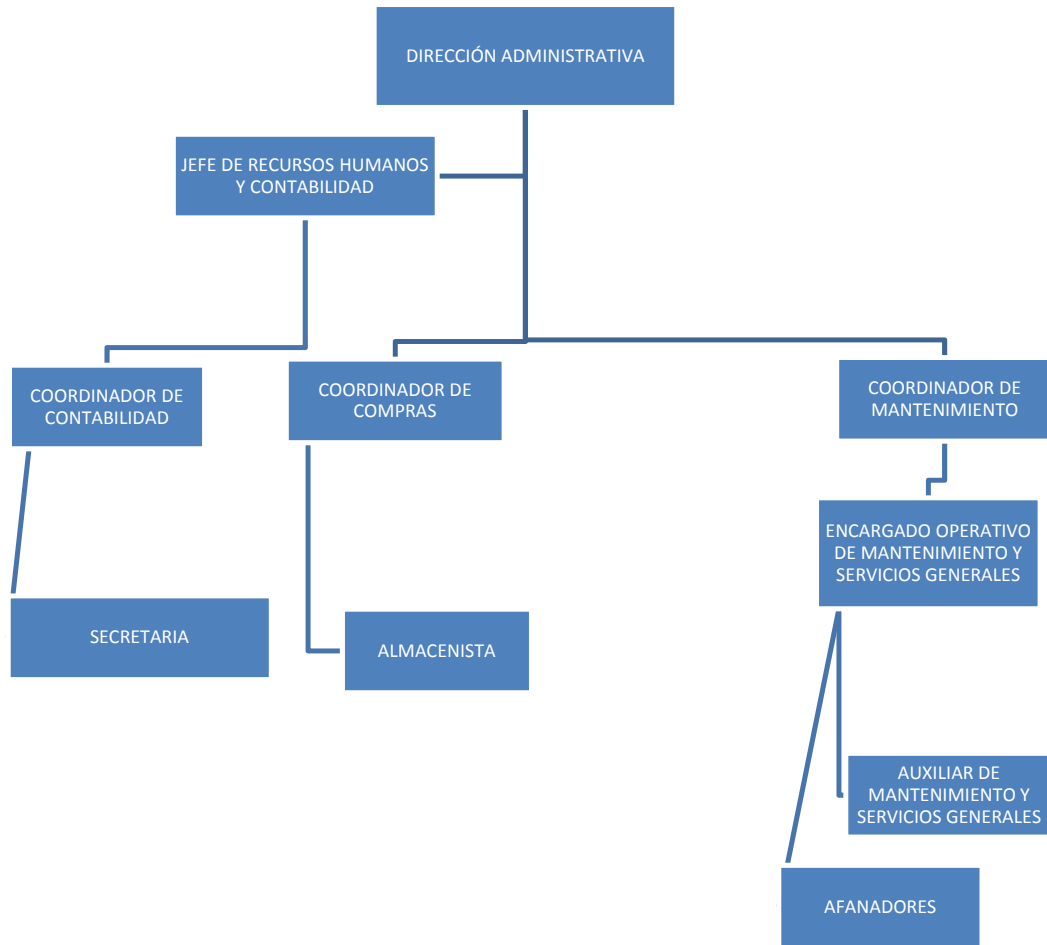 DIRECCIÓN ADMINISTRATIVA
JEFE DE RECURSOS HUMANOS
Y CONTABILIDAD
COORDINADOR DE
CONTABILIDAD
COORDINADOR DE
COMPRAS
COORDINADOR DE
MANTENIMIENTO
ENCARGADO OPERATIVO
DE MANTENIMIENTO Y
SERVICIOS GENERALES
SECRETARIA
ALMACENISTA
AUXILIAR DE
MANTENIMIENTO Y
SERVICIOS GENERALES
AFANADORES